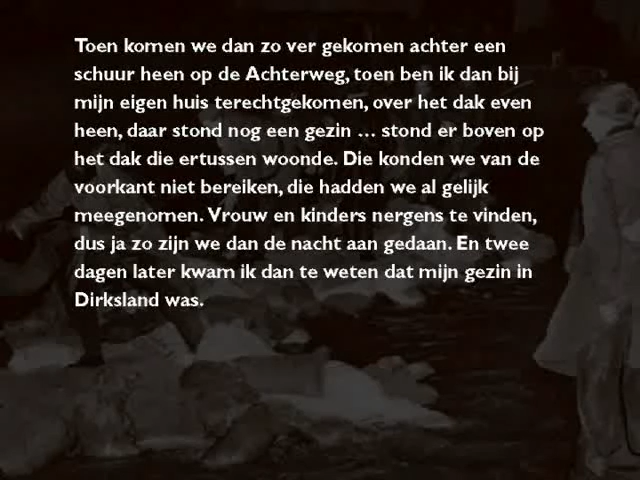 Toen komen we dan zo ver gekomen achter een
schuur heen op de Achterweg, toen ben ik dan bij
mijn eigen huis terechtgekomen, over het dak even
heen, daar stond nog een gezin ... stond er boven op
het dak die ertussen woonde. Die konden we van de
voorkant niet bereiken, die hadden we al gelijk
meegenomen. Vrouw en kinders nergens te vinden,
dus ja zo zijn we dan de nacht aan gedaan. En twee
dagen later kwam ik dan te weten dat mijn gezin in
Dirksland was.